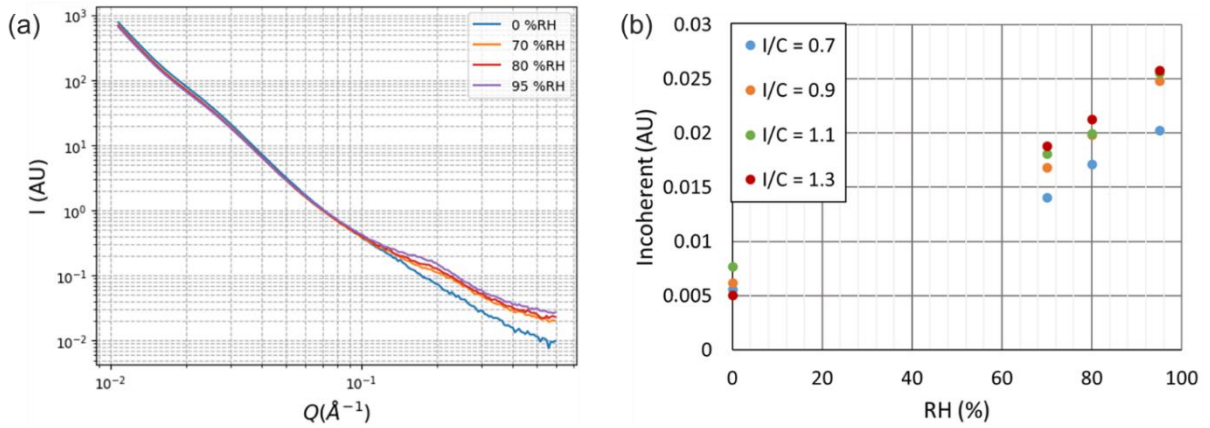 (a)
10³
10²
10¹
10⁰
10⁻¹
10⁻²
I (AU)
0 %RH
70 %RH
80 %RH
95 %RH
10⁻²
10⁻¹
Q(Å⁻¹)
(b)
0.03
0.025
0.02
0.015
0.01
0.005
0
Incoherent (AU)
I/C = 0.7
I/C = 0.9
I/C = 1.1
I/C = 1.3
0 20 40 60 80 100
RH (%)